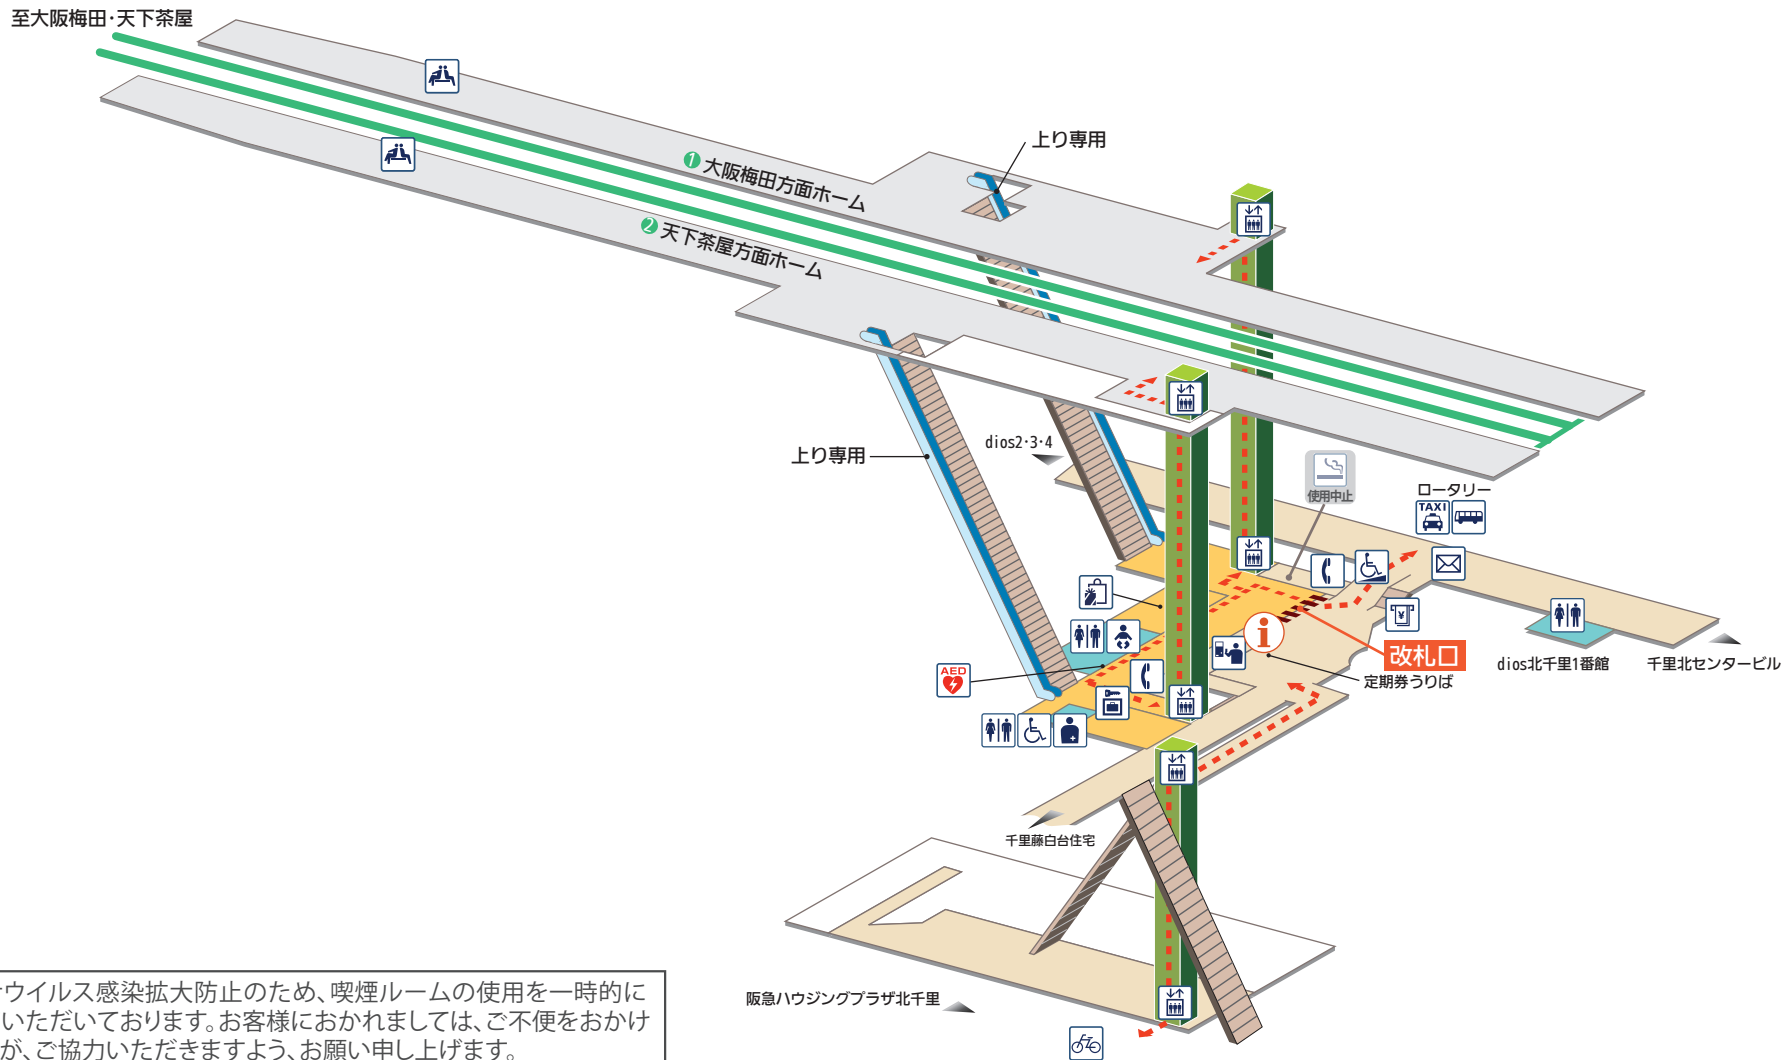 至大阪梅田・天下茶屋
上り専用
1 大阪梅田方面ホーム
2 天下茶屋方面ホーム
上り専用
dios2・3・4
使用中止
ロータリー
TAXI
¥
i
改札口
定期券うりば
dios北千里1番館
千里北センタービル
AED
千里藤白台住宅
阪急ハウジングプラザ北千里
ウイルス感染拡大防止のため、喫煙ルームの使用を一時的に
いただいております。お客様におかれましては、ご不便をおかけ
が、ご協力いただきますよう、お願い申し上げます。